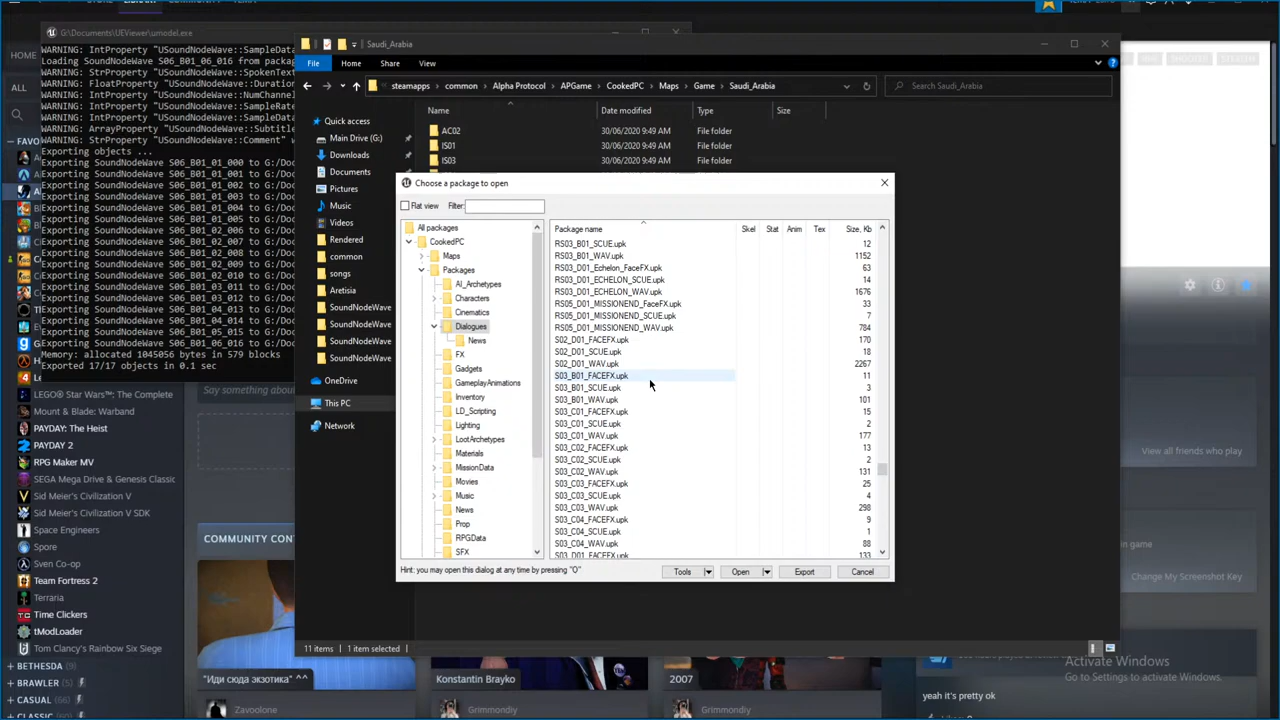 LIBRARY
G:\Documents\UEViewer\umodel.exe
HOME
ALL
FAVO
WARNING: IntProperty "USoundNodeWave::SampleData
Loading SoundNodeWave S06_B01_06_016 from packag
WARNING: StrProperty "USoundNodeWave::SpokenText
WARNING: FloatProperty "USoundNodeWave::Duration
WARNING: IntProperty "USoundNodeWave::NumChannel
WARNING: IntProperty "USoundNodeWave::SampleRate
WARNING: IntProperty "USoundNodeWave::SampleData
WARNING: ArrayProperty "USoundNodeWave::Subtitle
WARNING: StrProperty "USoundNodeWave::Comment" w
Exporting objects ...
Exporting SoundNodeWave S06_B01_01_000 to G:/Doc
Exporting SoundNodeWave S06_B01_01_001 to G:/Doc
Exporting SoundNodeWave S06_B01_01_002 to G:/Doc
Exporting SoundNodeWave S06_B01_01_003 to G:/Doc
Exporting SoundNodeWave S06_B01_01_004 to G:/Doc
Exporting SoundNodeWave S06_B01_02_005 to G:/Doc
Exporting SoundNodeWave S06_B01_02_006 to G:/Doc
Exporting SoundNodeWave S06_B01_02_007 to G:/Doc
Exporting SoundNodeWave S06_B01_02_008 to G:/Doc
Exporting SoundNodeWave S06_B01_02_009 to G:/Doc
Exporting SoundNodeWave S06_B01_02_010 to G:/Doc
Exporting SoundNodeWave S06_B01_03_011 to G:/Doc
Exporting SoundNodeWave S06_B01_03_012 to G:/Doc
Exporting SoundNodeWave S06_B01_04_013 to G:/Doc
Exporting SoundNodeWave S06_B01_04_014 to G:/Doc
Exporting SoundNodeWave S06_B01_05_015 to G:/Doc
Exporting SoundNodeWave S06_B01_06_016 to G:/Doc
Memory: allocated 1045056 bytes in 579 blocks
Exported 17/17 objects in 0.1 sec
LEGO® Star Wars™: The Complete
Mount & Blade: Warband
PAYDAY: The Heist
PAYDAY 2
RPG Maker MV
SEGA Mega Drive & Genesis Classic
Sid Meier's Civilization V
Sid Meier's Civilization V SDK
Space Engineers
Spore
Sven Co-op
Team Fortress 2
Terraria
Time Clickers
tModLoader
Tom Clancy's Rainbow Six Siege
BETHESDA (9)
BRAWLER (3)
CASUAL (66)
CLASSIC
Say something about
COMMUNITY CON
"Иди сюда экзотика" ^^
Zavoolone
Konstantin Brayko
Grimmondiy
2007
Grimmondiy
Saudi_Arabia
File
Home
Share
View
steamapps > common > Alpha Protocol > APGame > CookedPC > Maps > Game > Saudi_Arabia
Search Saudi_Arabia
Name
Date modified
Type
Size
Quick access
Main Drive (G:)
Downloads
Documents
Pictures
Music
Videos
Rendered
common
songs
Aretisia
SoundNodeWave
SoundNodeWave
SoundNodeWave
SoundNodeWave
OneDrive
This PC
Network
AC02 30/06/2020 9:49 AM File folder
IS01 30/06/2020 9:49 AM File folder
IS03 30/06/2020 9:49 AM File folder
11 items
1 item selected
Choose a package to open
Flat view
Filter:
All packages
CookedPC
Maps
Packages
AI_Archetypes
Characters
Cinematics
Dialogues
News
FX
Gadgets
GameplayAnimations
Inventory
LD_Scripting
Lighting
LootArchetypes
Materials
MissionData
Movies
Music
News
Prop
RPGData
SFX
Package name Skel Stat Anim Tex Size, Kb
RS03_B01_SCUE.upk 12
RS03_B01_WAV.upk 1152
RS03_D01_Echelon_FaceFX.upk 63
RS03_D01_ECHELON_SCUE.upk 14
RS03_D01_ECHELON_WAV.upk 1676
RS05_D01_MISSIONEND_FaceFX.upk 33
RS05_D01_MISSIONEND_SCUE.upk 7
RS05_D01_MISSIONEND_WAV.upk 784
S02_D01_FACEFX.upk 170
S02_D01_SCUE.upk 18
S02_D01_WAV.upk 2267
S03_B01_FACEFX.upk 11
S03_B01_SCUE.upk 3
S03_B01_WAV.upk 101
S03_C01_FACEFX.upk 15
S03_C01_SCUE.upk 2
S03_C01_WAV.upk 177
S03_C02_FACEFX.upk 13
S03_C02_SCUE.upk 2
S03_C02_WAV.upk 131
S03_C03_FACEFX.upk 25
S03_C03_SCUE.upk 4
S03_C03_WAV.upk 298
S03_C04_FACEFX.upk 9
S03_C04_SCUE.upk 1
S03_C04_WAV.upk 88
S03_D01_FACEFX.upk 133
Hint: you may open this dialog at any time by pressing "O"
Tools
Open
Export
Cancel
View all friends who play
in game
Change My Screenshot Key
Activate Windows
Go to Settings to activate Windows.
yeah it's pretty ok